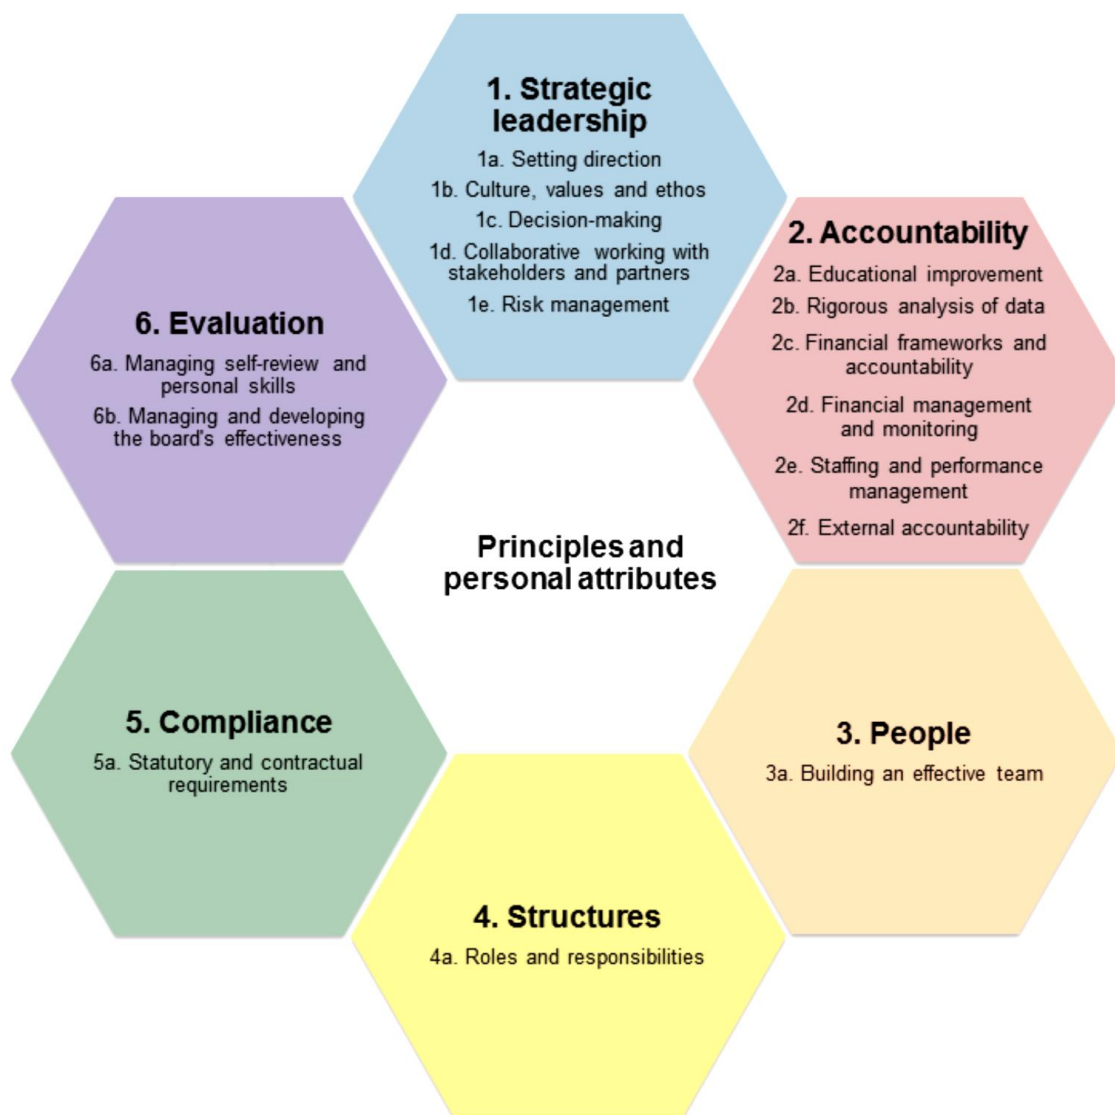 1. Strategic
leadership
1a. Setting direction
1b. Culture, values and ethos
1c. Decision-making
1d. Collaborative working with
stakeholders and partners
1e. Risk management
2. Accountability
2a. Educational improvement
2b. Rigorous analysis of data
2c. Financial frameworks and
accountability
2d. Financial management
and monitoring
2e. Staffing and performance
management
2f. External accountability
3. People
3a. Building an effective team
4. Structures
4a. Roles and responsibilities
5. Compliance
5a. Statutory and contractual
requirements
6. Evaluation
6a. Managing self-review and
personal skills
6b. Managing and developing
the board's effectiveness
Principles and
personal attributes